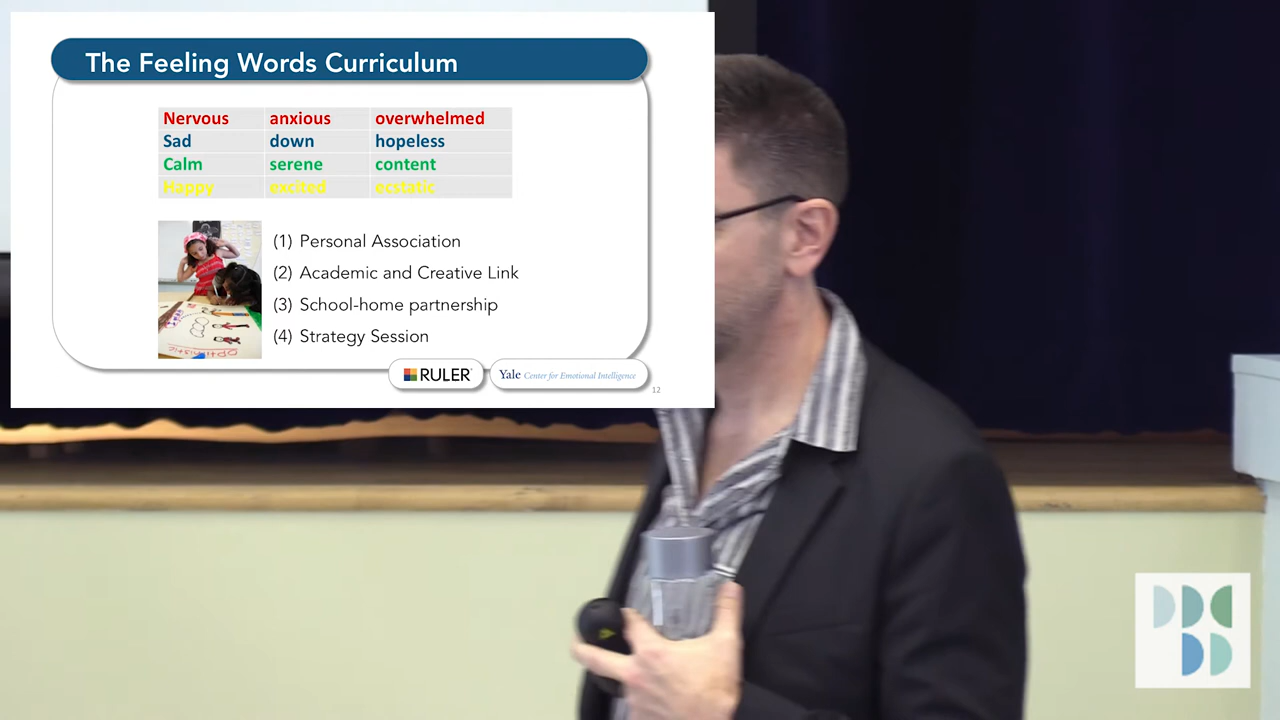 The Feeling Words Curriculum
Nervous anxious overwhelmed
Sad down hopeless
Calm serene content
Happy excited ecstatic
(1) Personal Association
(2) Academic and Creative Link
(3) School-home partnership
(4) Strategy Session
OPTIMISTIC
RULER
Yale Center for Emotional Intelligence
12